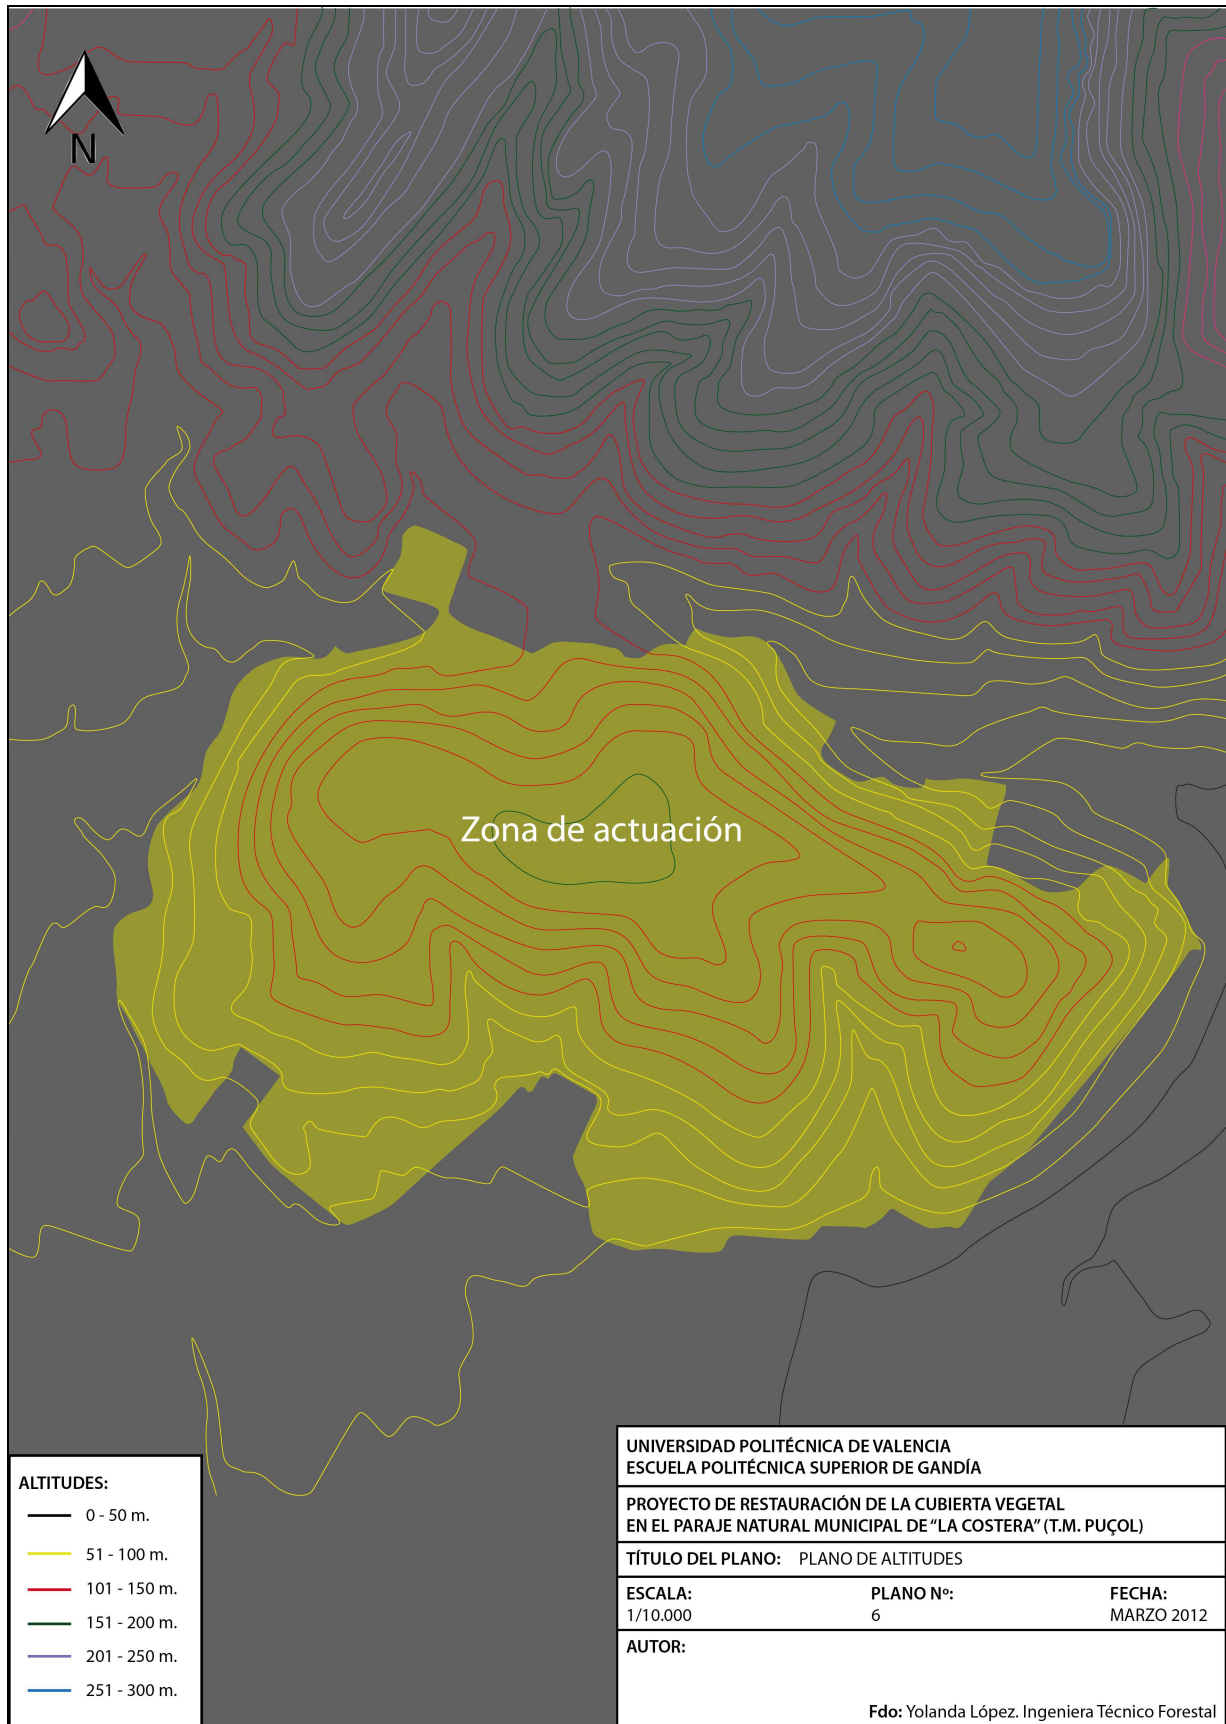 N
Zona de actuación
ALTITUDES:
0 - 50 m.
51 - 100 m.
101 - 150 m.
151 - 200 m.
201 - 250 m.
251 - 300 m.
UNIVERSIDAD POLITÉCNICA DE VALENCIA
ESCUELA POLITÉCNICA SUPERIOR DE GANDÍA
PROYECTO DE RESTAURACIÓN DE LA CUBIERTA VEGETAL
EN EL PARAJE NATURAL MUNICIPAL DE “LA COSTERA” (T.M. PUÇOL)
TÍTULO DEL PLANO: PLANO DE ALTITUDES
ESCALA: PLANO Nº: FECHA:
1/10.000 6 MARZO 2012
AUTOR:
Fdo: Yolanda López. Ingeniera Técnico Forestal